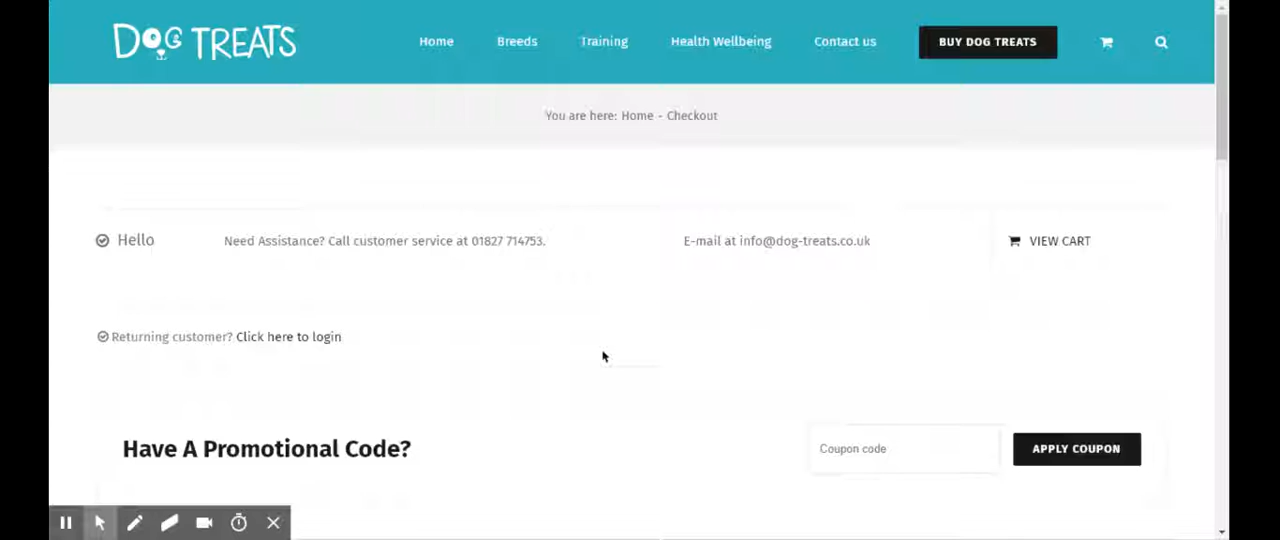 DOG TREATS
Home Breeds Training Health Wellbeing Contact us BUY DOG TREATS
You are here: Home - Checkout
Hello Need Assistance? Call customer service at 01827 714753. E-mail at info@dog-treats.co.uk VIEW CART
Returning customer? Click here to login
Have A Promotional Code? Coupon code APPLY COUPON